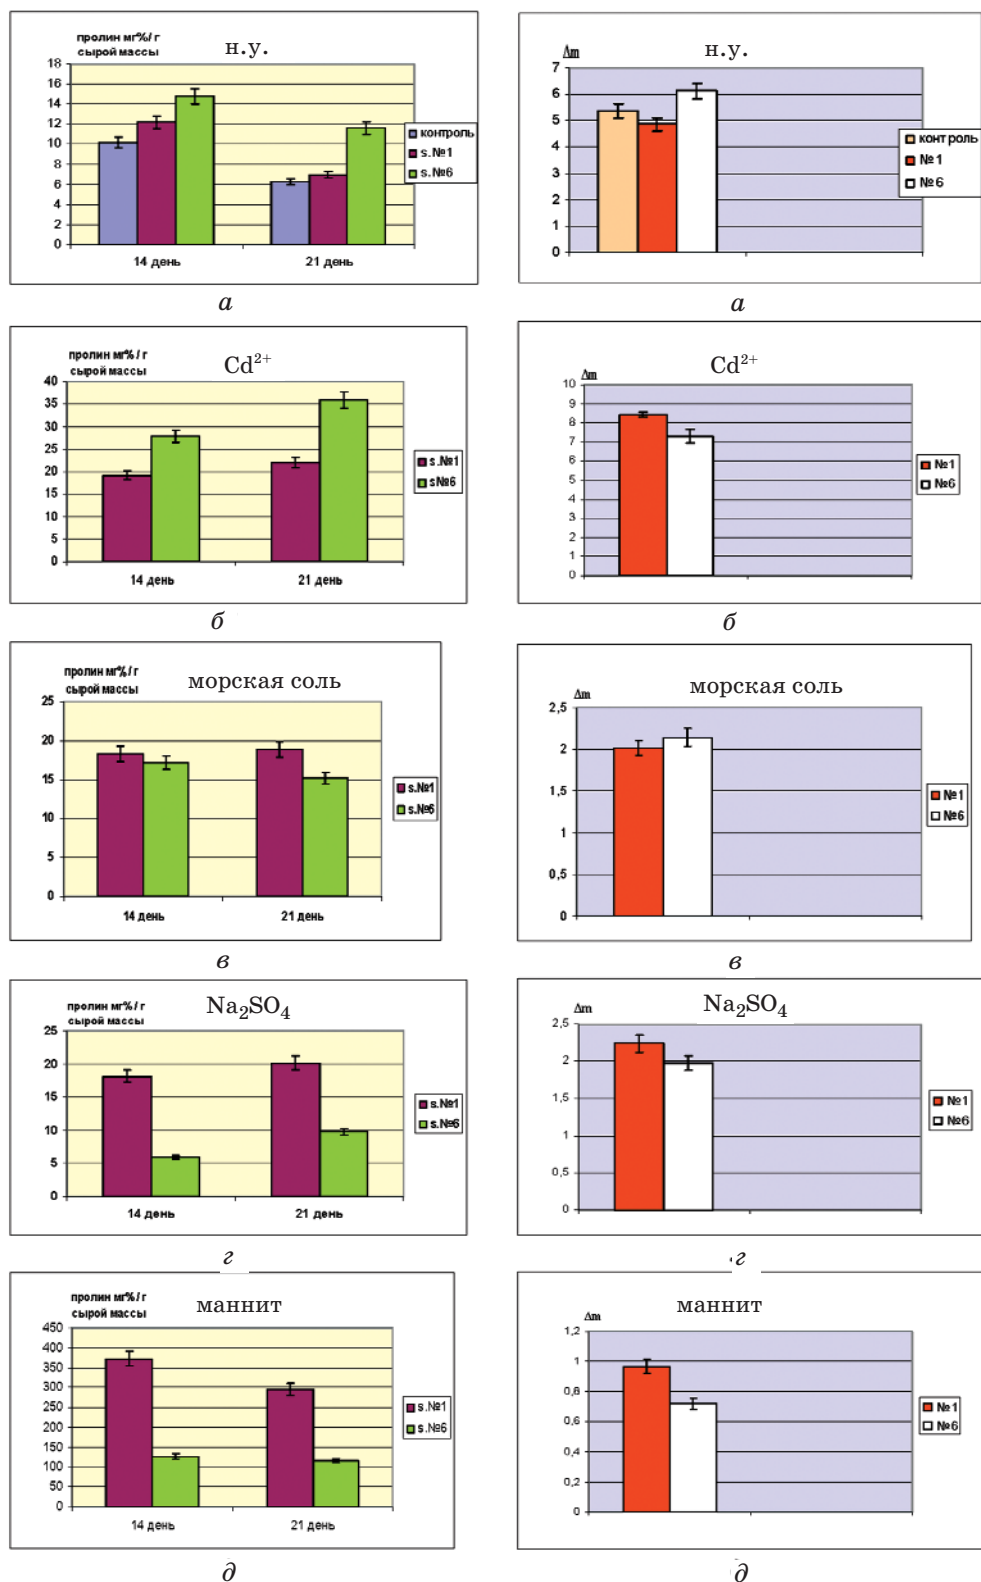 пролин мг%/ г
сырой массы
н.у.
18
16
14
12
10
8
6
4
2
0
14 день
21 день
контроль
s.№1
s.№6
а
Δm
н.у.
7
6
5
4
3
2
1
0
контроль
№1
№6
а
пролин мг% / г
сырой массы
Cd²⁺
40
35
30
25
20
15
10
5
0
14 день
21 день
s.№1
s№6
б
Δm
Cd²⁺
10
9
8
7
6
5
4
3
2
1
0
№1
№6
б
пролин мг% / г
сырой массы
морская соль
25
20
15
10
5
0
14 день
21 день
s.№1
s.№6
в
Δm
морская соль
2,5
2
1,5
1
0,5
0
№1
№6
в
пролин мг% / г
сырой массы
Na₂SO₄
25
20
15
10
5
0
14 день
21 день
s.№1
s.№6
г
Δm
Na₂SO₄
2,5
2
1,5
1
0,5
0
№1
№6
г
пролин мг% / г
сырой массы
маннит
450
400
350
300
250
200
150
100
50
0
14 день
21 день
s.№1
s.№6
д
Δm
маннит
1,2
1
0,8
0,6
0,4
0,2
0
№1
№6
д